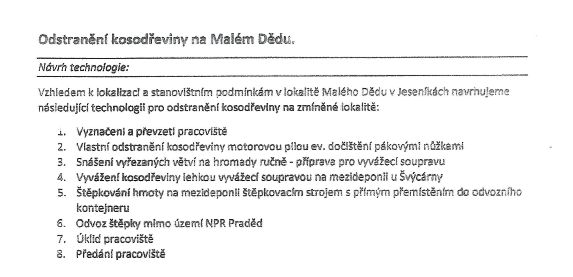 Odstranění kosodřeviny na Malém Dědu.
Návrh technologie:
Vzhledem k lokalizaci a stanovištním podmínkám v lokalitě Malého Dědu v Jeseníkách navrhujeme
následující technologii pro odstranění kosodřeviny na zmíněné lokalitě:
1. Vyznačení a převzetí pracoviště
2. Vlastní odstranění kosodřeviny motorovou pilou ev. dočištění pákovými nůžkami
3. Snášení vyřezaných větví na hromady ručně - příprava pro vyvážecí soupravu
4. Vyvážení kosodřeviny lehkou vyvážecí soupravou na mezideponii u Švýcárny
5. Štěpkování hmoty na mezideponii štěpkovacím strojem s přímým přemístěním do odvozního
kontejneru
6. Odvoz štěpky mimo území NPR Praděd
7. Úklid pracoviště
8. Předání pracoviště